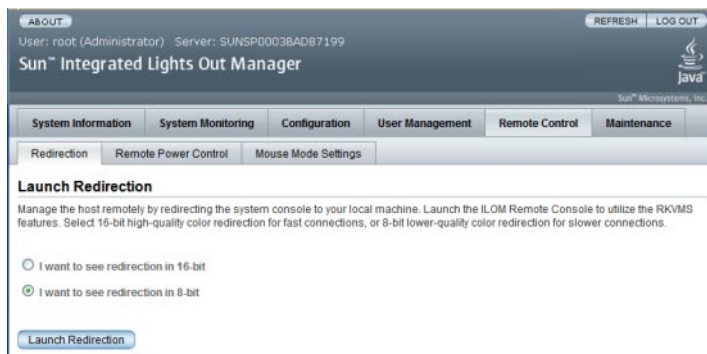 ABOUT
REFRESH LOG OUT
User: root (Administrator) Server: SUNSP0003BAD87199
Sun™ Integrated Lights Out Manager
Java
Sun™ Microsystems, Inc.
System Information System Monitoring Configuration User Management Remote Control Maintenance
Redirection Remote Power Control Mouse Mode Settings
Launch Redirection
Manage the host remotely by redirecting the system console to your local machine. Launch the ILOM Remote Console to utilize the RKVMS
features. Select 16-bit high-quality color redirection for fast connections, or 8-bit lower-quality color redirection for slower
connections.
I want to see redirection in 16-bit
I want to see redirection in 8-bit
Launch Redirection